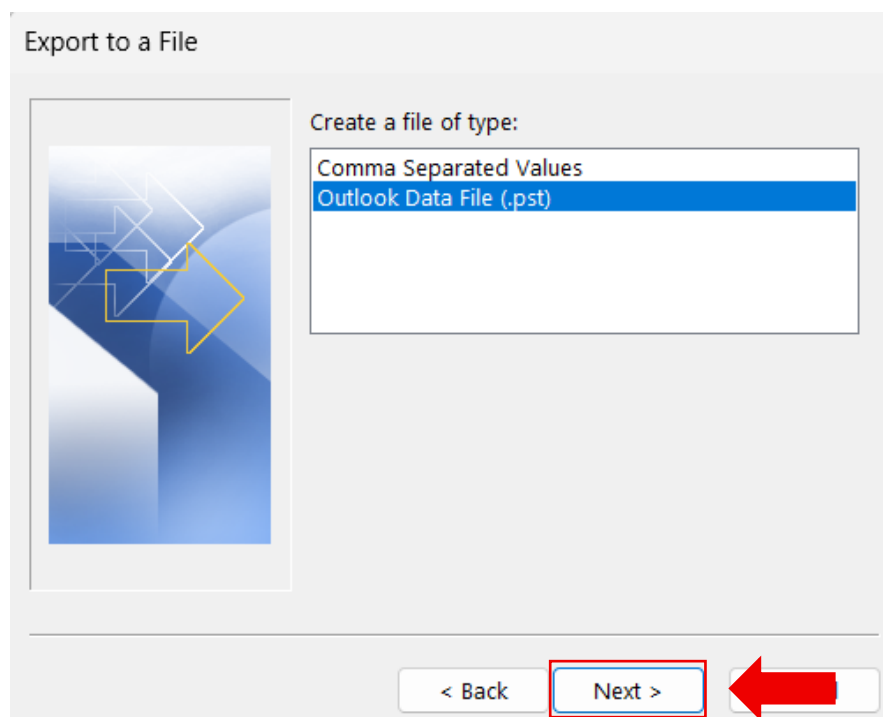 Export to a File
Create a file of type:
Comma Separated Values
Outlook Data File (.pst)
< Back
Next >